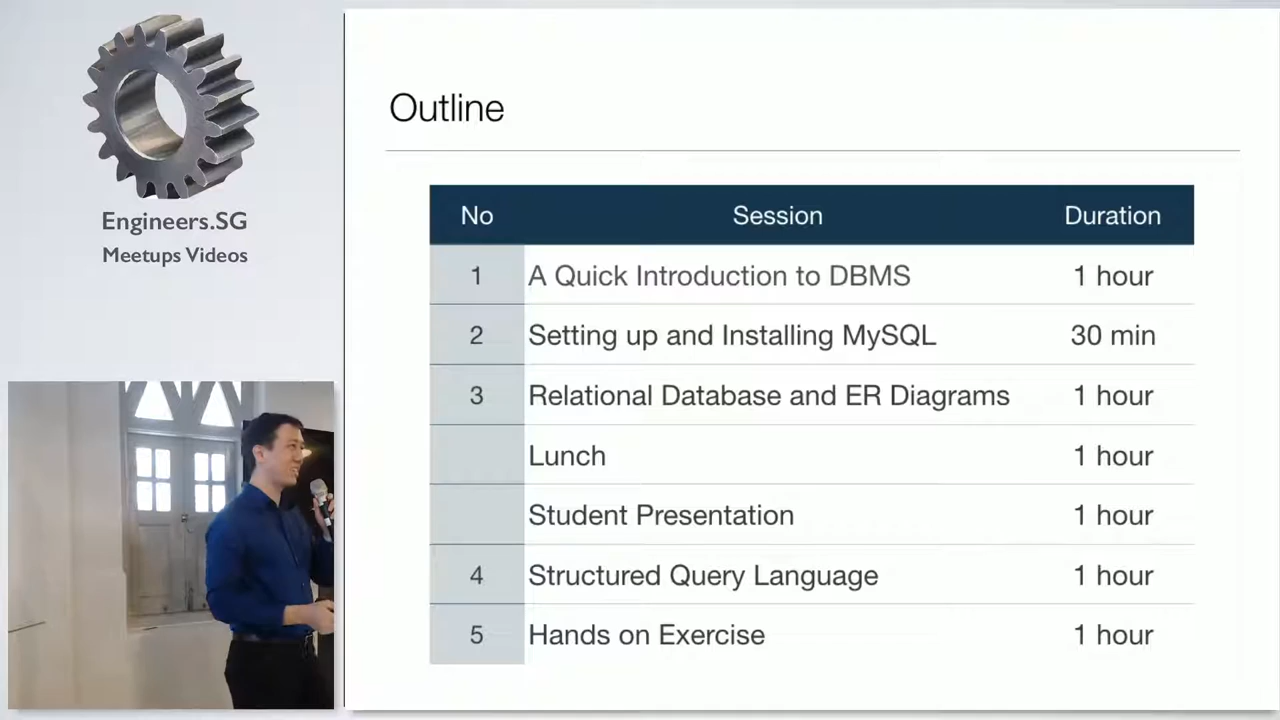 Engineers.SG
Meetups Videos
Outline
No Session Duration
1 A Quick Introduction to DBMS 1 hour
2 Setting up and Installing MySQL 30 min
3 Relational Database and ER Diagrams 1 hour
Lunch 1 hour
Student Presentation 1 hour
4 Structured Query Language 1 hour
5 Hands on Exercise 1 hour